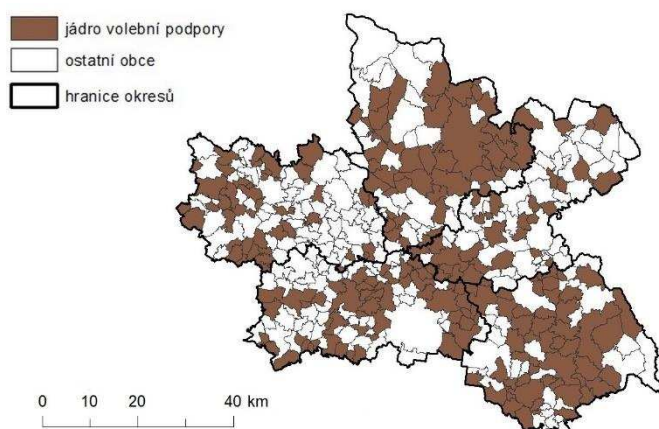 jádro volební podpory
ostatní obce
hranice okresů
0 10 20 40 km